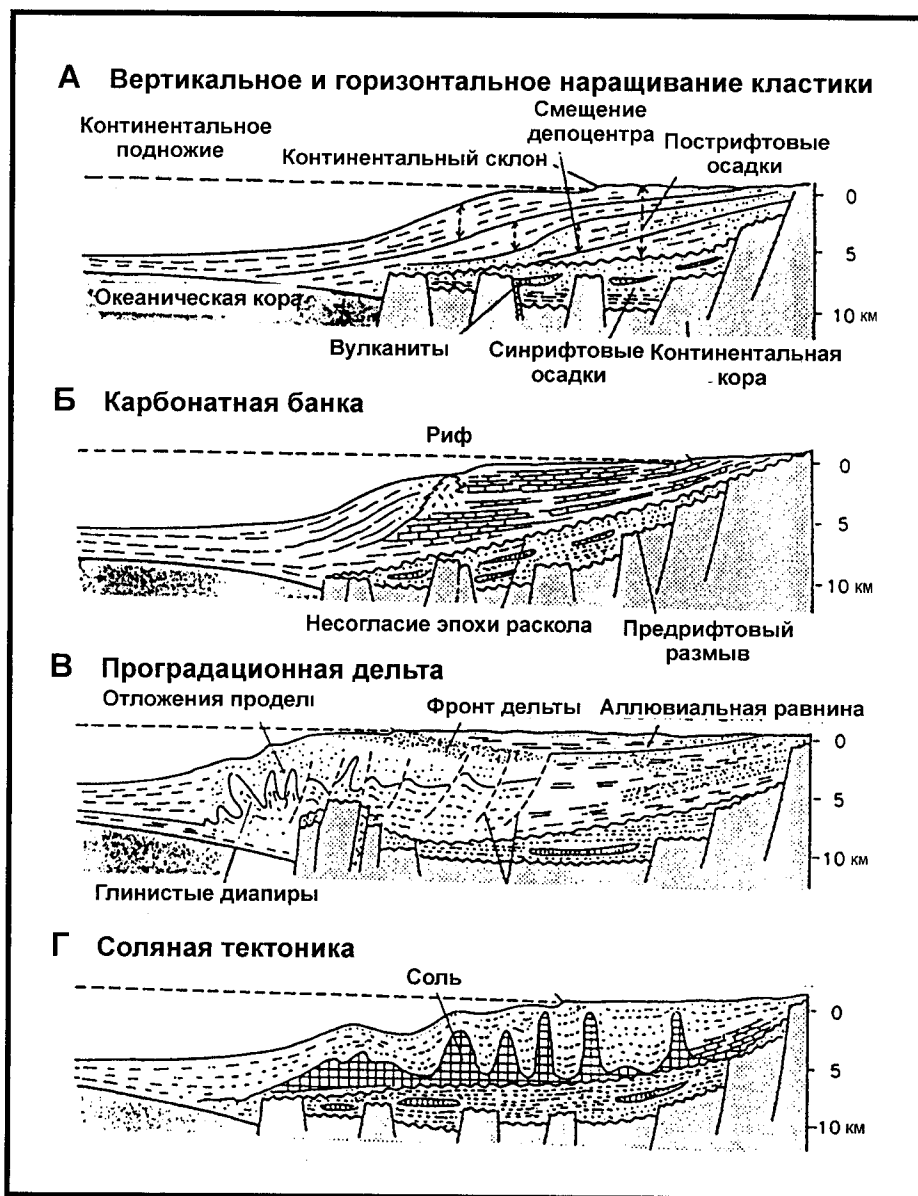 А Вертикальное и горизонтальное наращивание кластики
Континентальное
подножие
Континентальный склон
Смещение
депоцентра
Построифтовые
осадки
0
5
10 км
Океаническая кора
Вулканиты
Синрифтовые
осадки
Континентальная
кора
Б Карбонатная банка
Риф
0
5
10 км
Несогласие эпохи раскола
Предрифтовый
размыв
В Проградационная дельта
Отложения продел
Фронт дельты
Аллювиальная равнина
0
5
10 км
Глинистые диапиры
Г Соляная тектоника
Соль
0
5
10 км